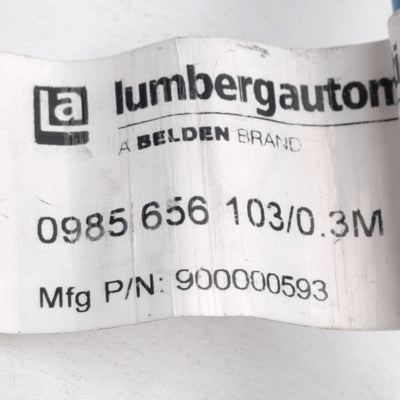 la lumbergautom
A BELDEN BRAND
0985 656 103/0.3M
Mfg P/N: 900000593